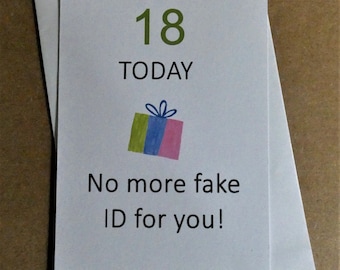 18
TODAY
No more fake
ID for you!